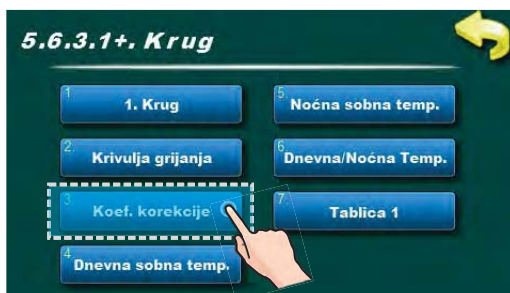 5.6.3.1+. Krug
1 1. Krug
2. Krivulja grijanja
3. Koef. korekcije
4 Dnevna sobna temp.
5 Noćna sobna temp.
6 Dnevna/Noćna Temp.
7. Tablica 1